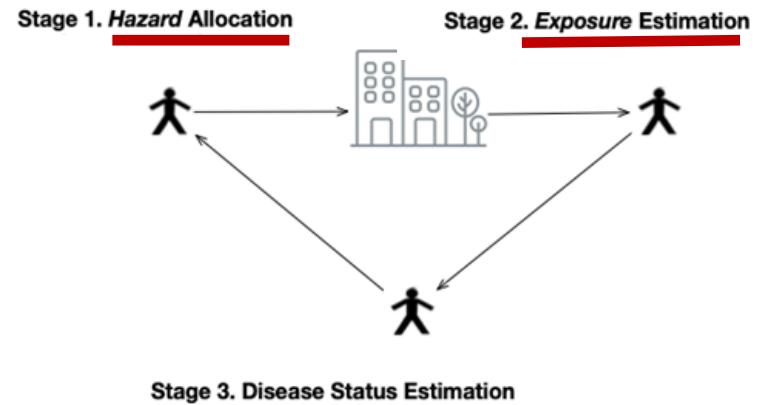 Stage 1. Hazard Allocation
Stage 2. Exposure Estimation
Stage 3. Disease Status Estimation